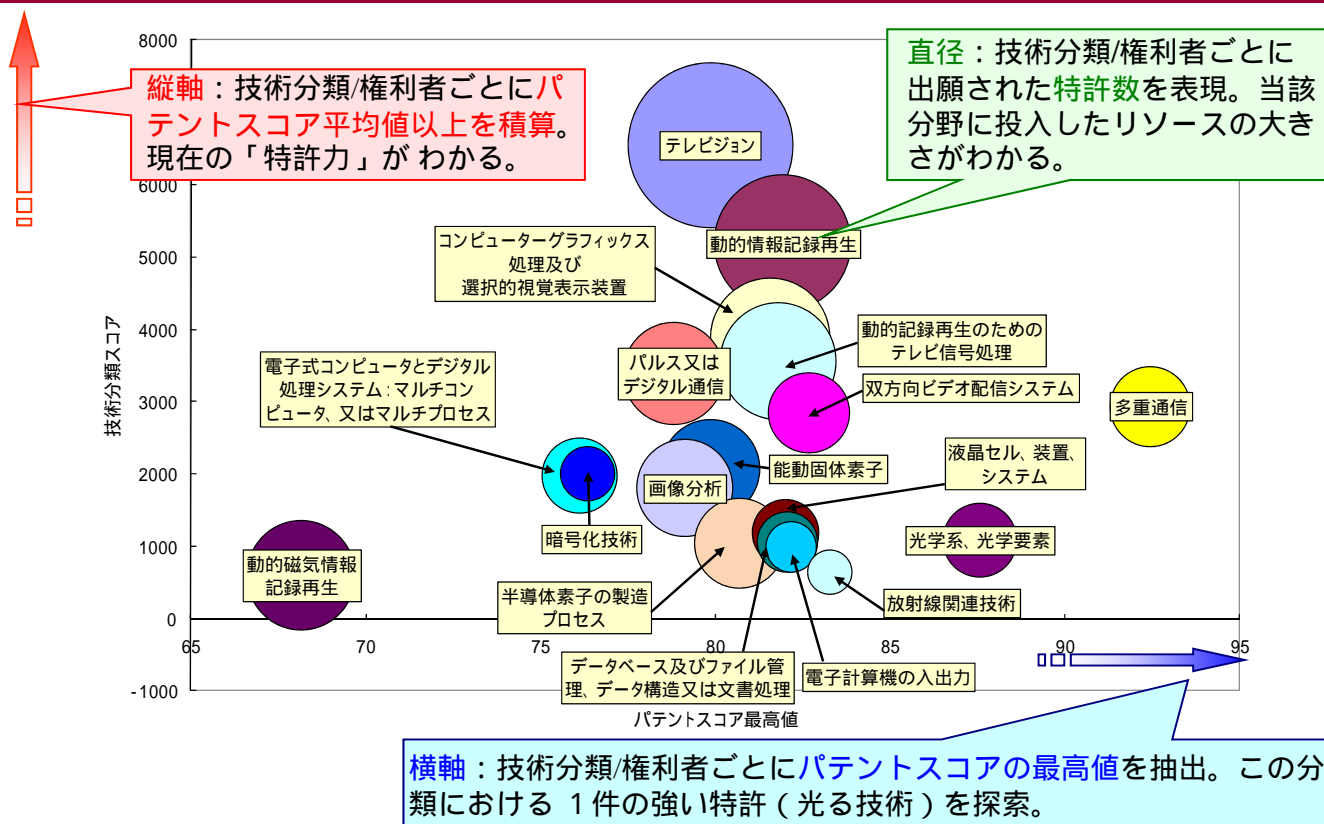 8000
6000
5000
4000
3000
2000
1000
0
-1000
65
70
75
80
85
90
95
技術分類スコア
パテントスコア最高値
縦軸：技術分類/権利者ごとにパ
テントスコア平均値以上を積算。
現在の「特許力」が わかる。
直径：技術分類/権利者ごとに
出願された特許数を表現。当該
分野に投入したリソースの大き
さがわかる。
テレビジョン
動的情報記録再生
コンピューターグラフィックス
処理及び
選択的視覚表示装置
動的記録再生のための
テレビ信号処理
電子式コンピュータとデジタル
処理システム：マルチコン
ピュータ、又はマルチプロセス
パルス又は
デジタル通信
双方向ビデオ配信システム
多重通信
能動固体素子
液晶セル、装置、
システム
画像分析
暗号化技術
光学系、光学要素
動的磁気情報
記録再生
半導体素子の製造
プロセス
放射線関連技術
データベース及びファイル管
理、データ構造又は文書処理
電子計算機の入出力
横軸：技術分類/権利者ごとにパテントスコアの最高値を抽出。この分
類における １件の強い特許（光る技術）を探索。